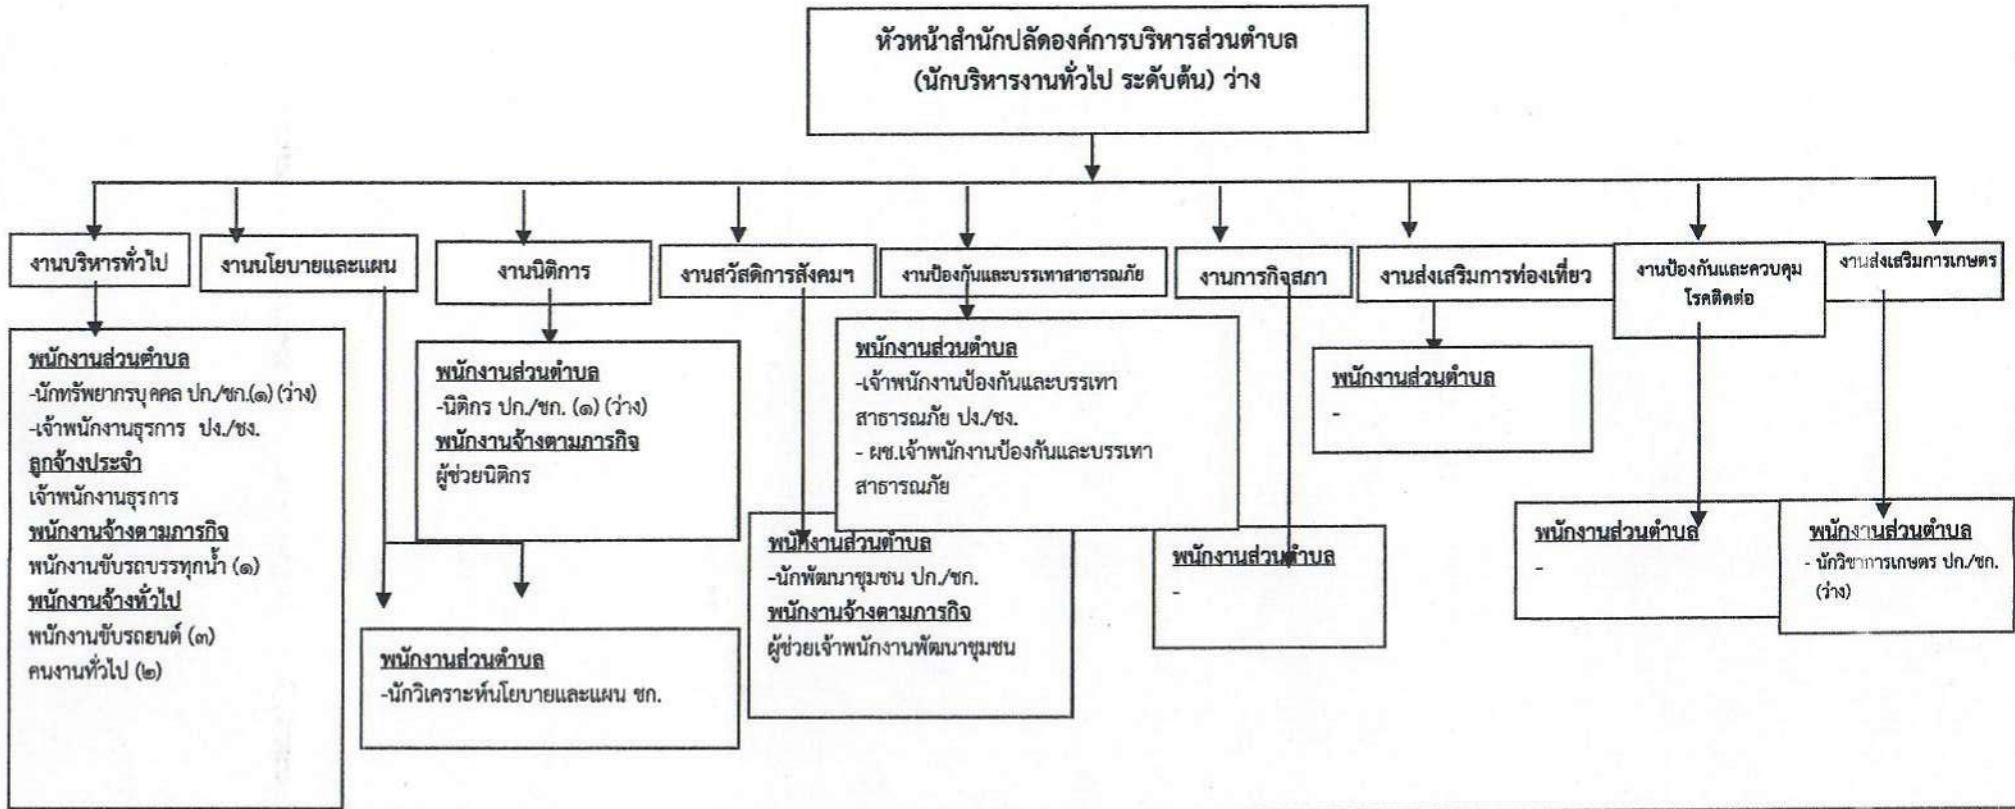 หัวหน้าสำนักปลัดองค์การบริหารส่วนตำบล
(นักบริหารงานทั่วไป ระดับต้น) ว่าง
งานบริหารทั่วไป
งานนโยบายและแผน
งานนิติการ
งานสวัสดิการสังคมฯ
งานป้องกันและบรรเทาสาธารณภัย
งานการกิจสภา
งานส่งเสริมการท่องเที่ยว
งานป้องกันและควบคุม
โรคติดต่อ
งานส่งเสริมการเกษตร
พนักงานส่วนตำบล
-นักทรัพยากรบุคคล ปก./ชก.(๑) (ว่าง)
-เจ้าพนักงานธุรการ ปง./ชง.
ลูกจ้างประจำ
เจ้าพนักงานธุรการ
พนักงานจ้างตามภารกิจ
พนักงานขับรถบรรทุกน้ำ (๑)
พนักงานจ้างทั่วไป
พนักงานขับรถยนต์ (๓)
คนงานทั่วไป (๒)
พนักงานส่วนตำบล
-นักวิเคราะห์นโยบายและแผน ชก.
พนักงานส่วนตำบล
-นิติกร ปก./ชก. (๑) (ว่าง)
พนักงานจ้างตามภารกิจ
ผู้ช่วยนิติกร
พนักงานส่วนตำบล
-นักพัฒนาชุมชน ปก./ชก.
พนักงานจ้างตามภารกิจ
ผู้ช่วยเจ้าพนักงานพัฒนาชุมชน
พนักงานส่วนตำบล
-เจ้าพนักงานป้องกันและบรรเทา
สาธารณภัย ปง./ชง.
- ผช.เจ้าพนักงานป้องกันและบรรเทา
สาธารณภัย
พนักงานส่วนตำบล
-
พนักงานส่วนตำบล
-
พนักงานส่วนตำบล
-
พนักงานส่วนตำบล
- นักวิชาการเกษตร ปก./ชก.
(ว่าง)